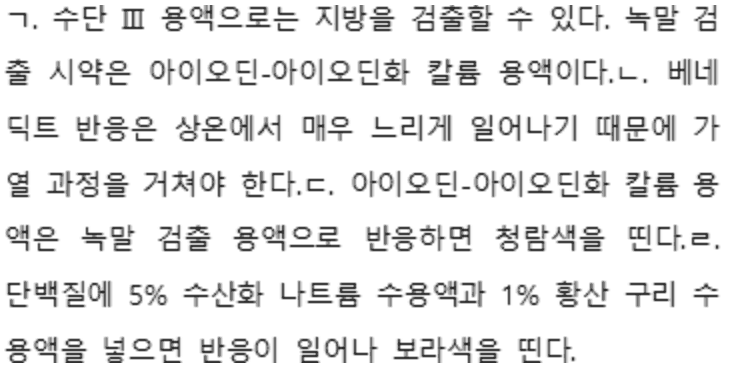 ㄱ. 수단 Ⅲ 용액으로는 지방을 검출할 수 있다. 녹말 검
출 시약은 아이오딘-아이오딘화 칼륨 용액이다.ㄴ. 베네
딕트 반응은 상온에서 매우 느리게 일어나기 때문에 가
열 과정을 거쳐야 한다.ㄷ. 아이오딘-아이오딘화 칼륨 용
액은 녹말 검출 용액으로 반응하면 청람색을 띤다.ㄹ.
단백질에 5% 수산화 나트륨 수용액과 1% 황산 구리 수
용액을 넣으면 반응이 일어나 보라색을 띤다.